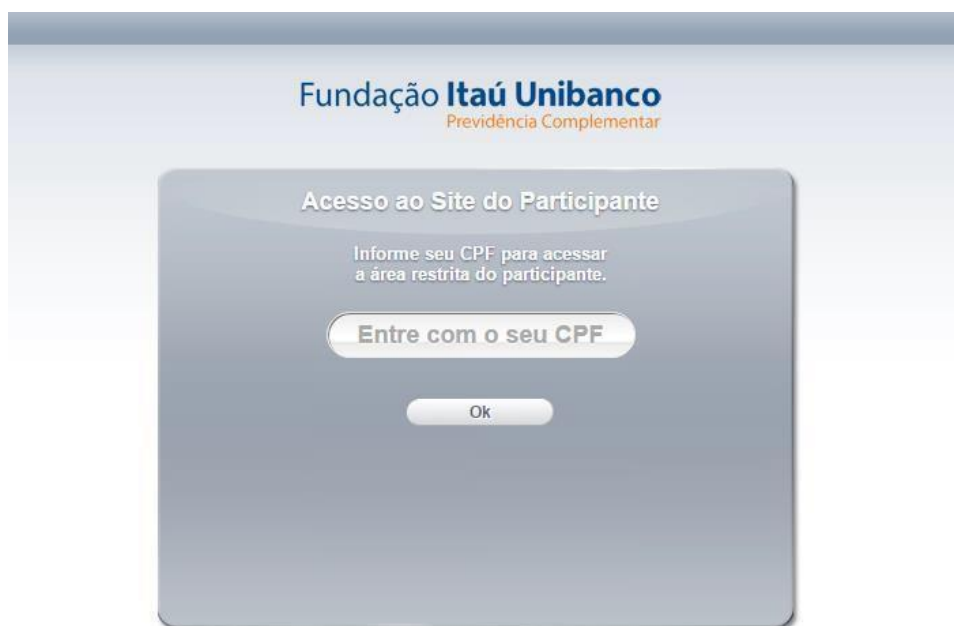 Fundação Itaú Unibanco
Previdência Complementar
Acesso ao Site do Participante
Informe seu CPF para acessar
a área restrita do participante.
Entre com o seu CPF
Ok